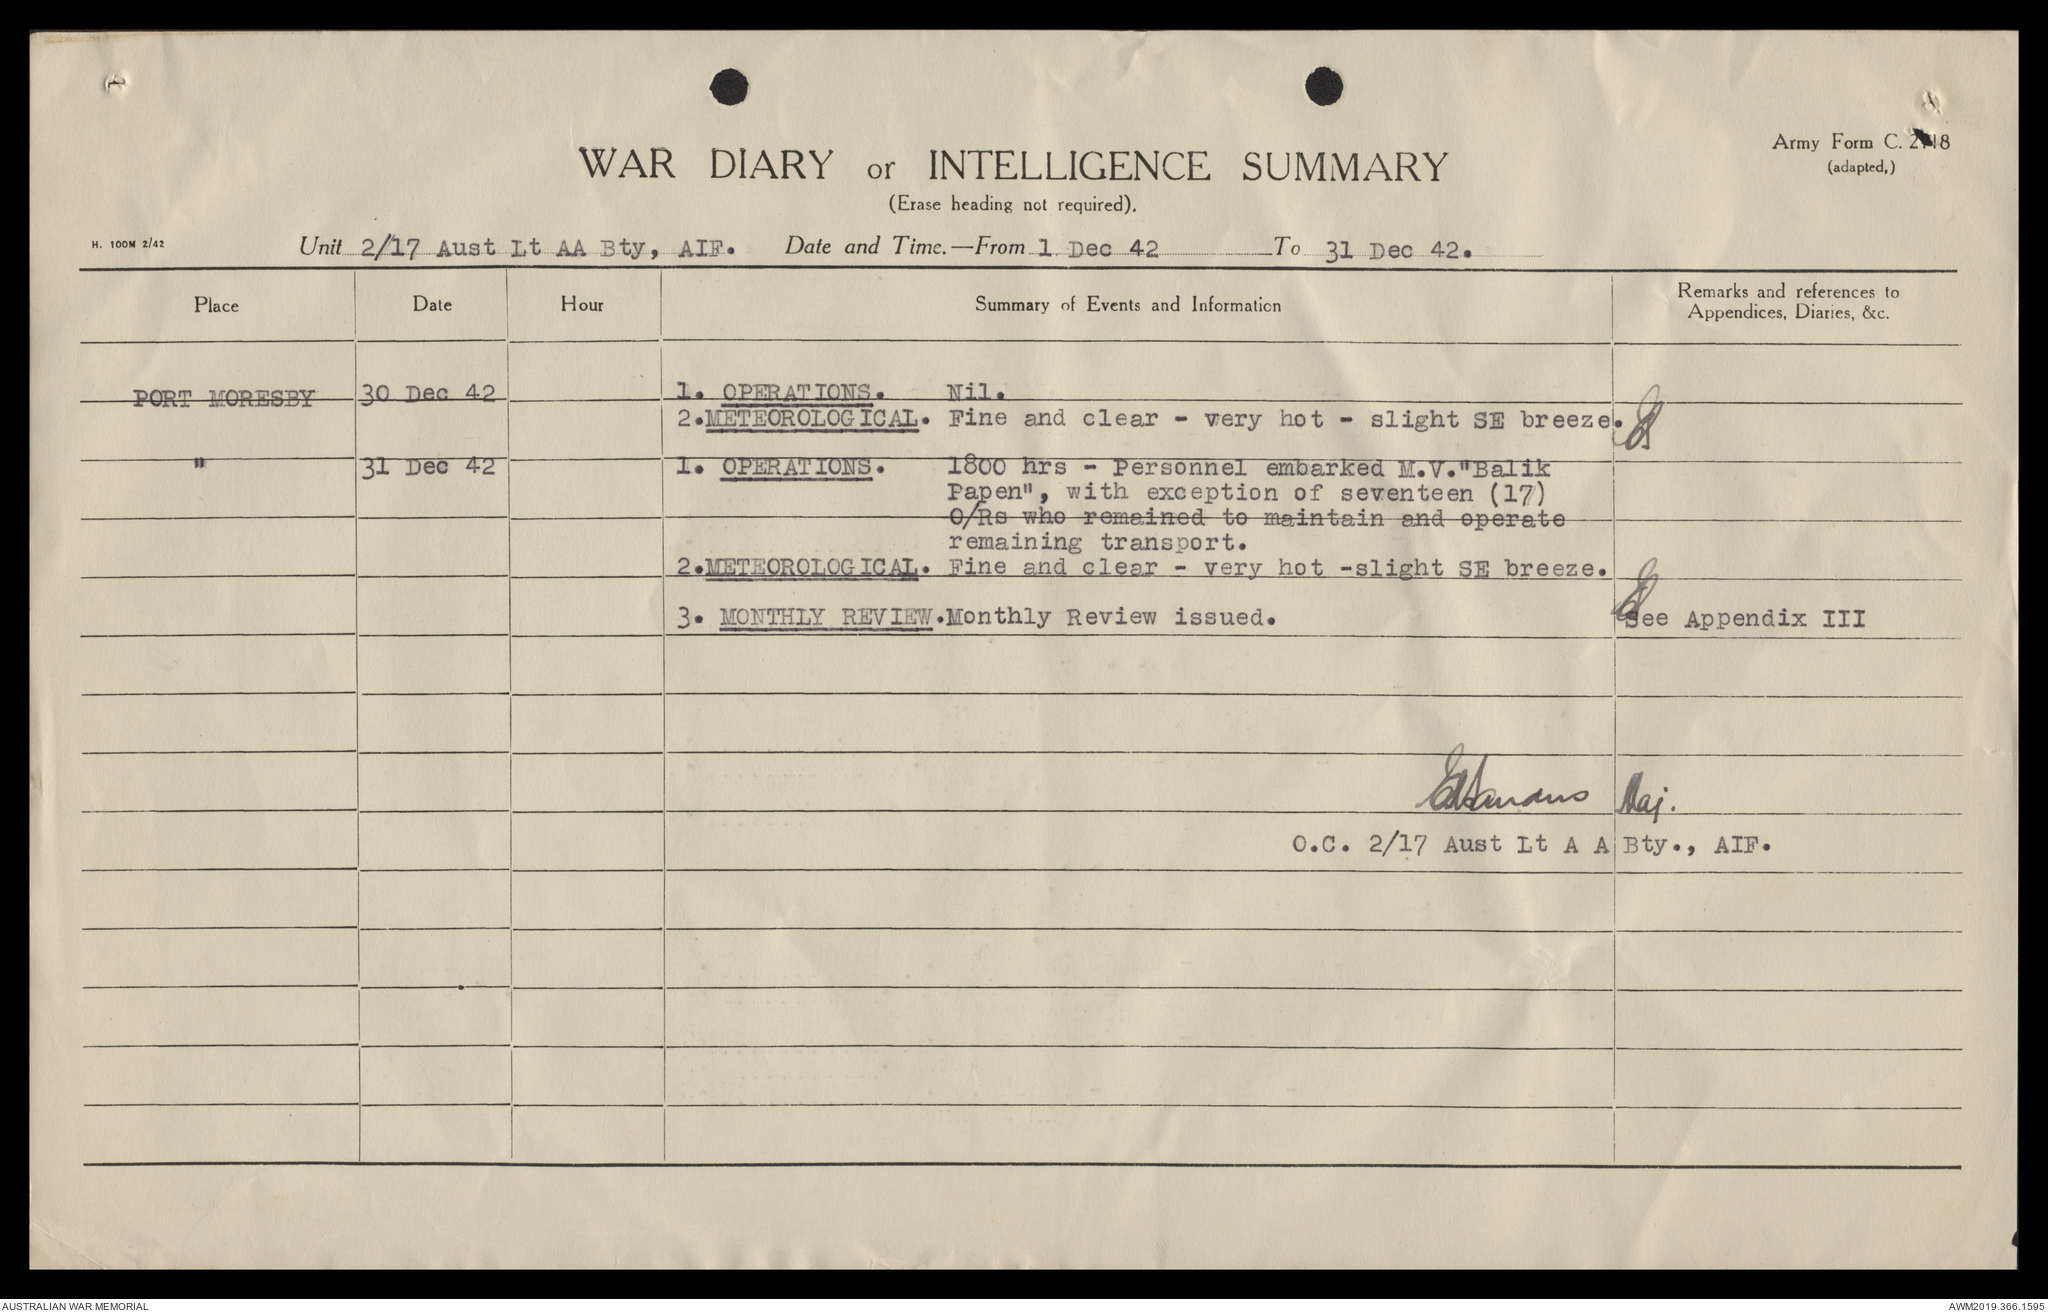 Army Form C. 2118
(adapted.)
WAR DIARY or INTELLIGENCE SUMMARY
(Erase heading not required).
H. 100M 2/42
Unit 2/17 Aust Lt AA Bty, AIF. Date and Time.—From 1 Dec 42 To 31 Dec 42.
Place Date Hour Summary of Events and Information Remarks and references to
Appendices, Diaries, &c.
PORT MORESBY 30 Dec 42 1. OPERATIONS. Nil.
2.METEOROLOGICAL. Fine and clear - very hot - slight SE breeze.
" 31 Dec 42 1. OPERATIONS. 1800 hrs - Personnel embarked M.V."Balik
Papen", with exception of seventeen (17)
O/Rs who remained to maintain and operate
remaining transport.
2.METEOROLOGICAL. Fine and clear - very hot -slight SE breeze.
3. MONTHLY REVIEW.Monthly Review issued. See Appendix III
Maj.
O.C. 2/17 Aust Lt A A Bty., AIF.
AUSTRALIAN WAR MEMORIAL AWM2019.366.1595